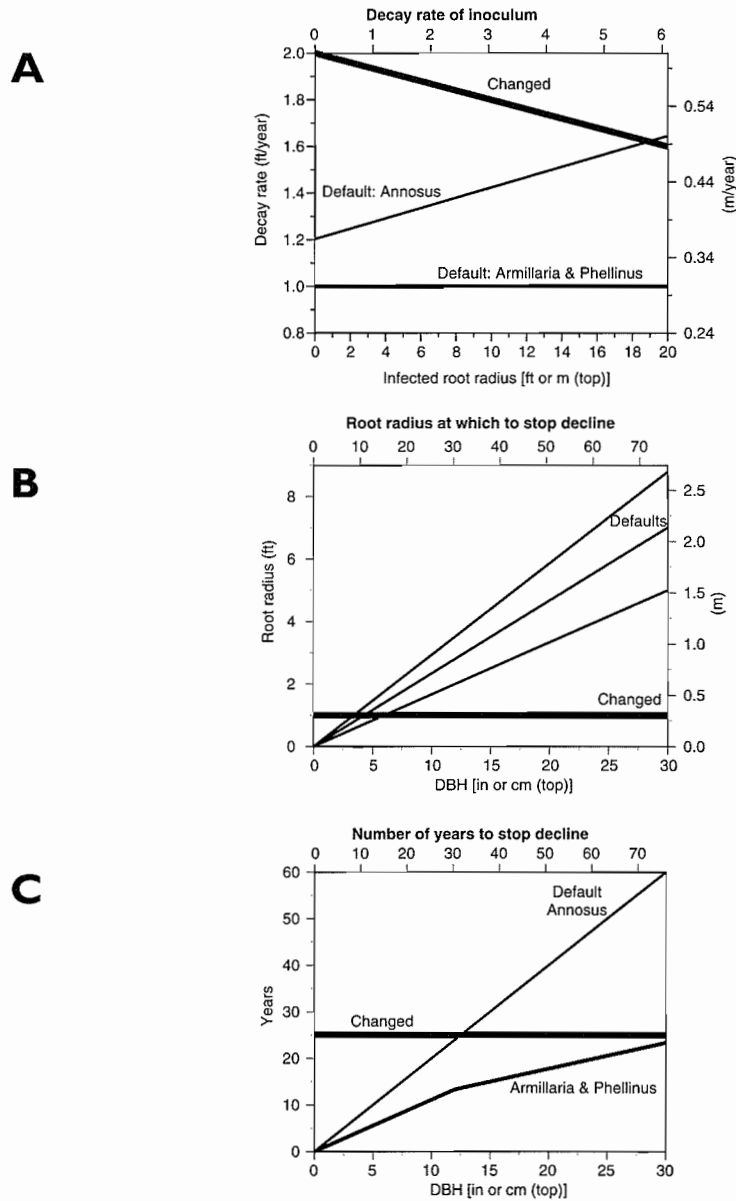 A
Decay rate of inoculum
0 1 2 3 4 5 6
2.0
1.8
1.6
1.4
1.2
1.0
0.8
Decay rate (ft/year)
Changed
Default: Annosus
Default: Armillaria & Phellinus
0.54
0.44
0.34
0.24
(m/year)
0 2 4 6 8 10 12 14 16 18 20
Infected root radius [ft or m (top)]
B
Root radius at which to stop decline
0 10 20 30 40 50 60 70
8
6
4
2
0
Root radius (ft)
Defaults
Changed
2.5
2.0
1.5
1.0
0.5
0.0
(m)
0 5 10 15 20 25 30
DBH [in or cm (top)]
C
Number of years to stop decline
0 10 20 30 40 50 60 70
60
50
40
30
20
10
0
Years
Default
Annosus
Changed
Armillaria & Phellinus
0 5 10 15 20 25 30
DBH [in or cm (top)]